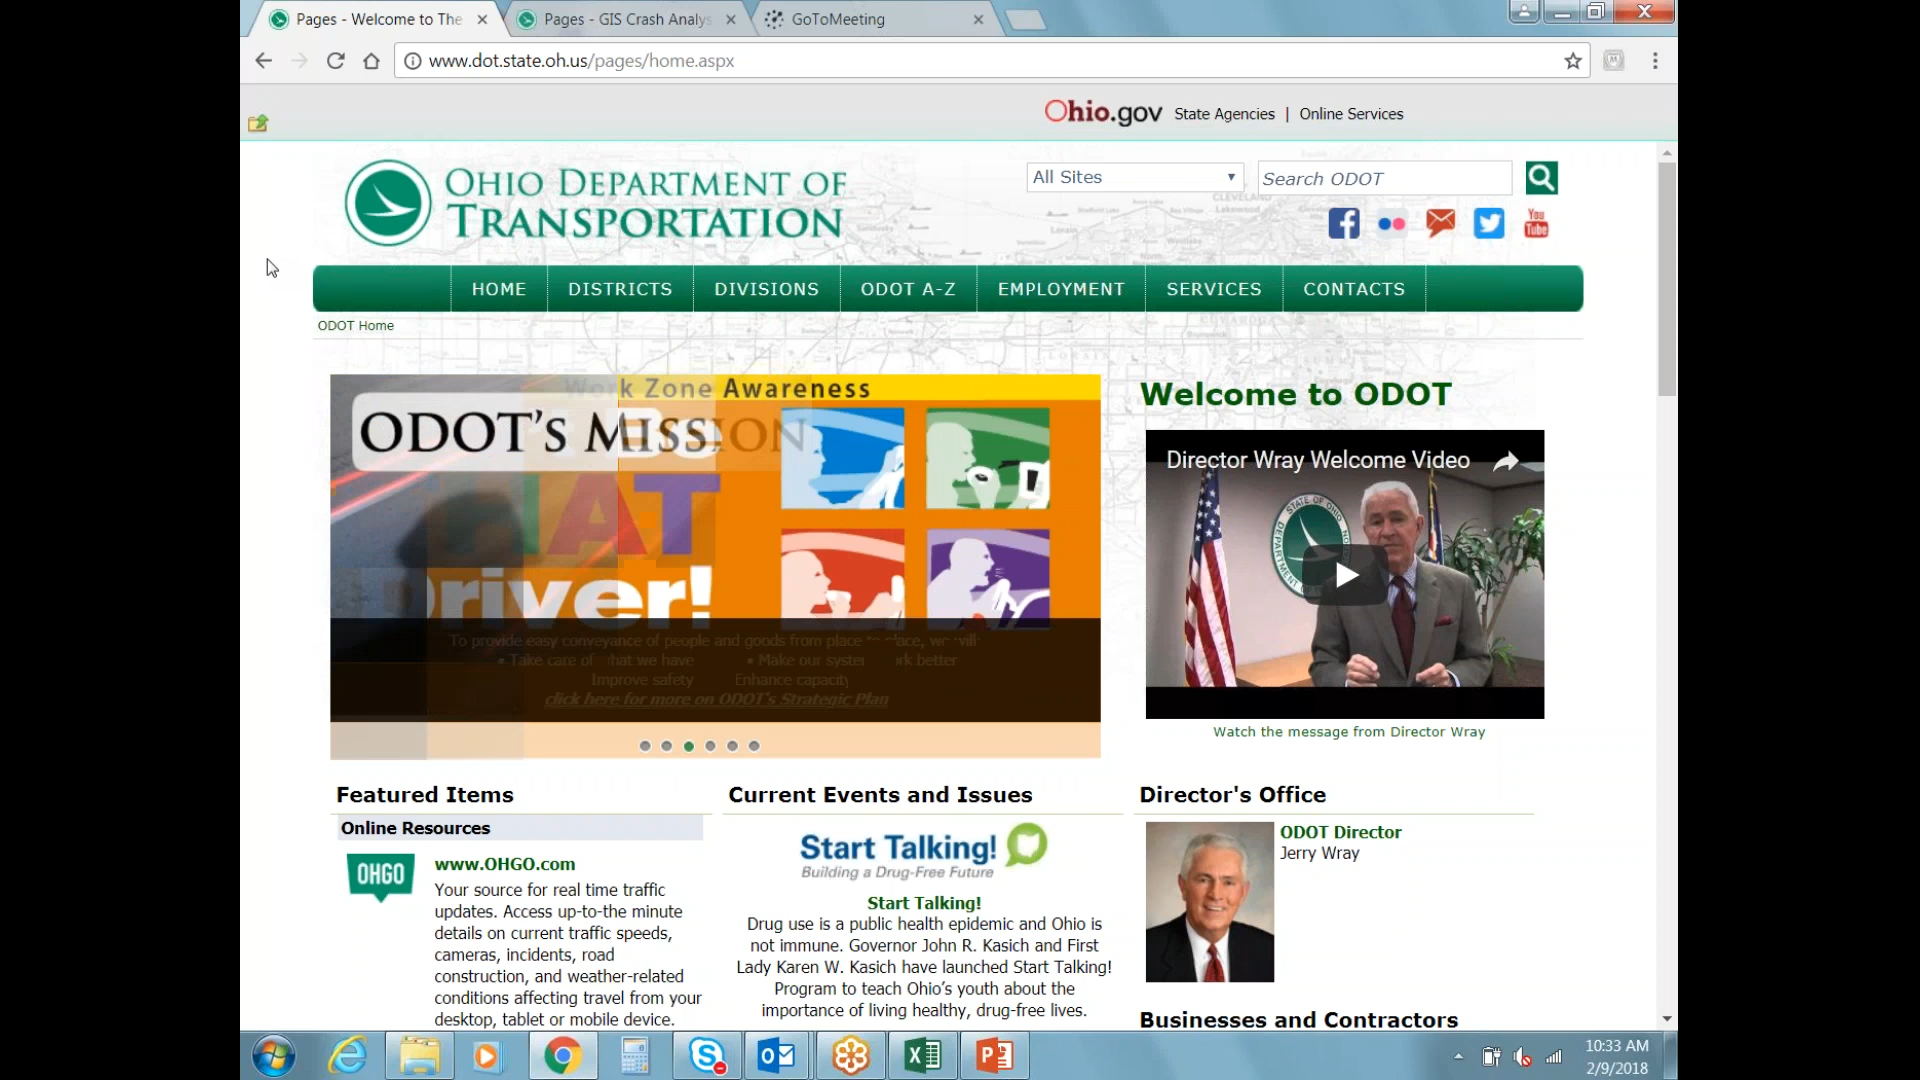 Pages - Welcome to The
Pages - GIS Crash Analys
GoToMeeting
www.dot.state.oh.us/pages/home.aspx
Ohio.gov State Agencies | Online Services
OHIO DEPARTMENT OF
TRANSPORTATION
All Sites
Search ODOT
You
Tube
HOME DISTRICTS DIVISIONS ODOT A-Z EMPLOYMENT SERVICES CONTACTS
ODOT Home
Work Zone Awareness
ODOT'S MISSION
THAT
Driver!
To provide easy conveyance of people and goods from place to place, we will:
• Take care of what we have • Make our system work better
Improve safety Enhance capacity
click here for more on ODOT's Strategic Plan
Welcome to ODOT
Director Wray Welcome Video
Watch the message from Director Wray
Featured Items
Online Resources
OHGO
www.OHGO.com
Your source for real time traffic
updates. Access up-to-the minute
details on current traffic speeds,
cameras, incidents, road
construction, and weather-related
conditions affecting travel from your
desktop, tablet or mobile device.
Current Events and Issues
Start Talking!
Building a Drug-Free Future
Start Talking!
Drug use is a public health epidemic and Ohio is
not immune. Governor John R. Kasich and First
Lady Karen W. Kasich have launched Start Talking!
Program to teach Ohio's youth about the
importance of living healthy, drug-free lives.
Director's Office
ODOT Director
Jerry Wray
Businesses and Contractors
10:33 AM
2/9/2018